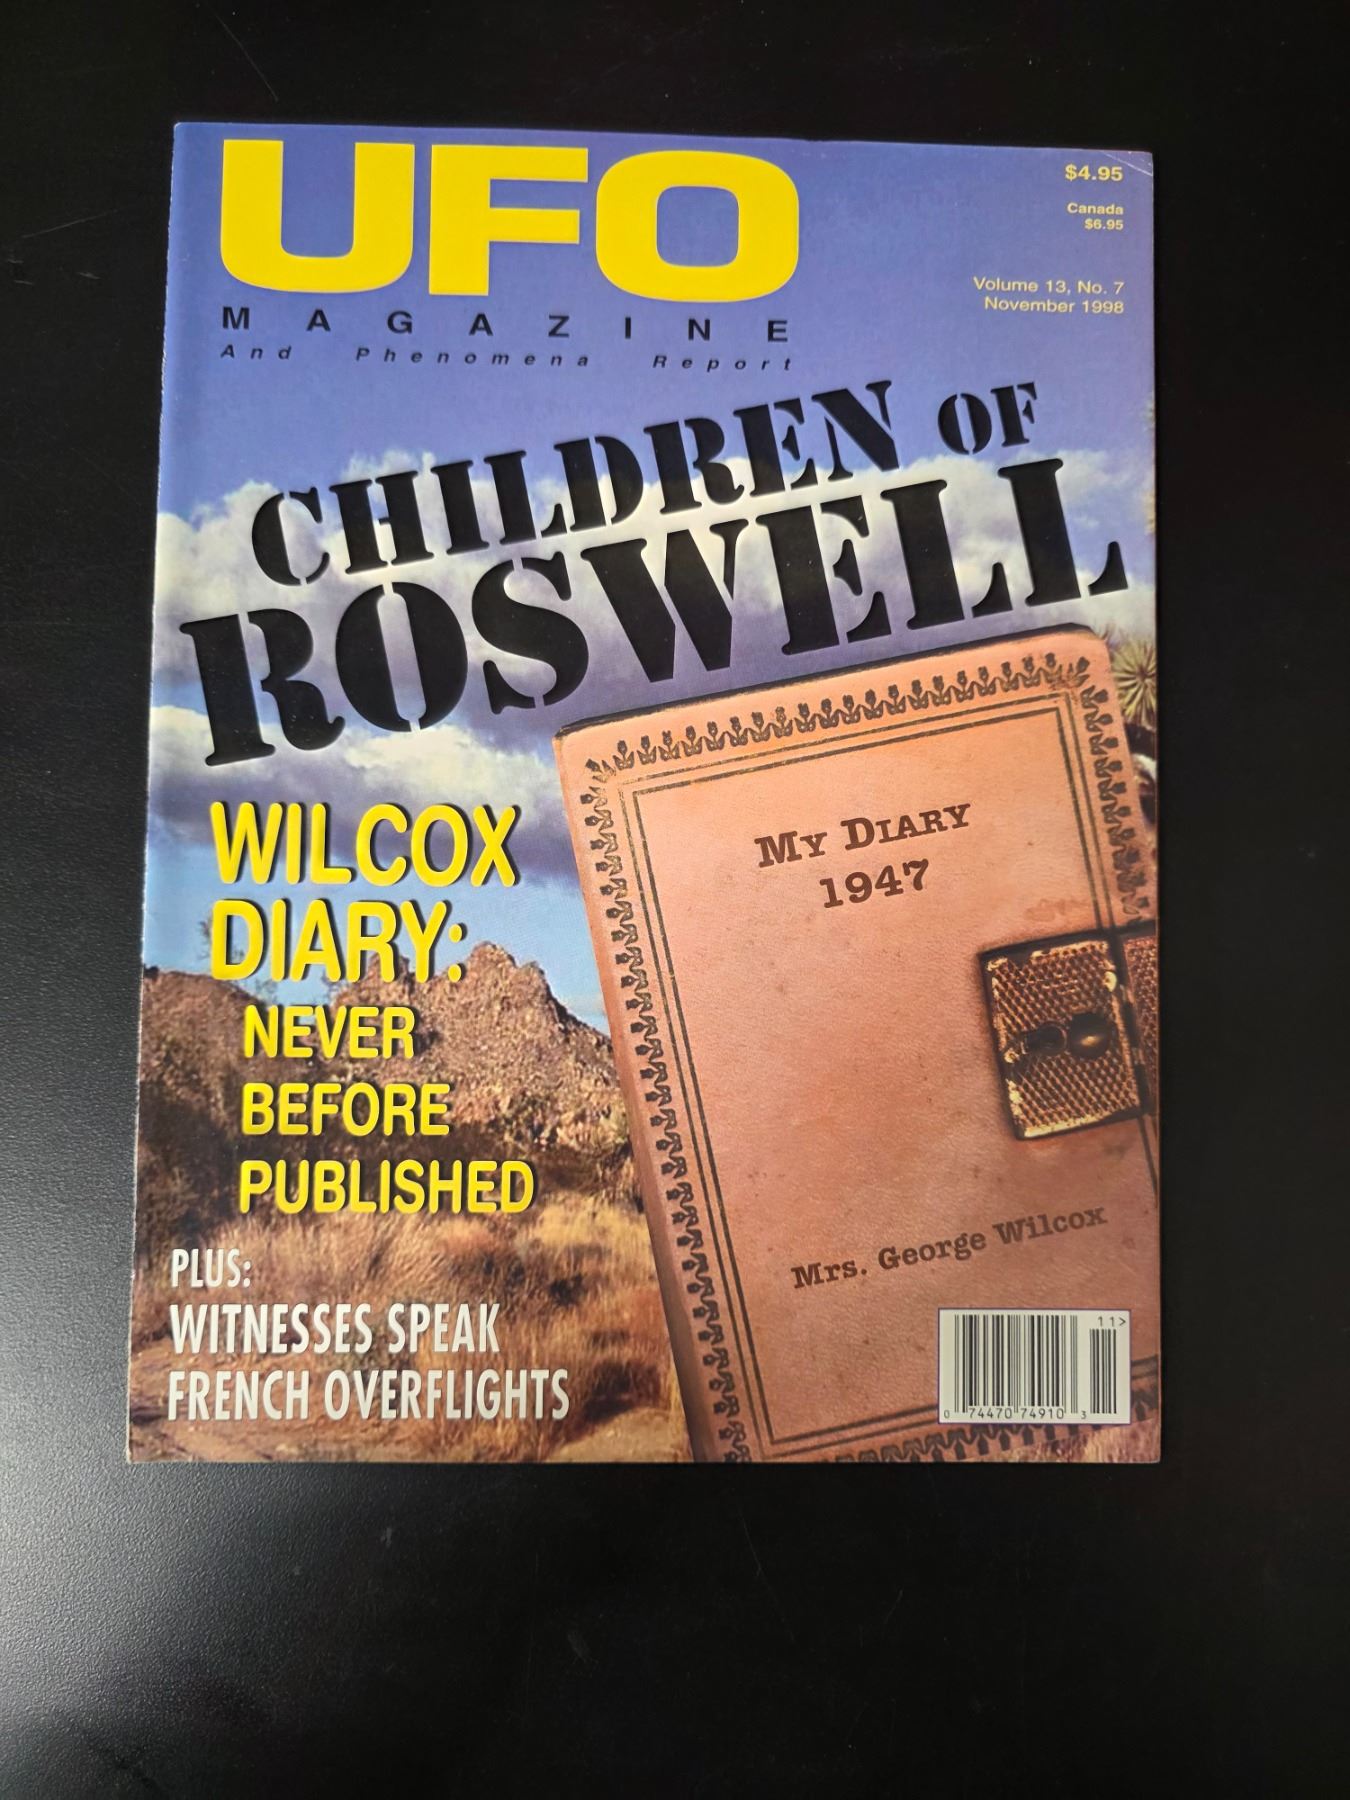 UFO
MAGAZINE
And Phenomena Report
$4.95
Canada
$6.95
Volume 13, No. 7
November 1998
CHILDREN OF
ROSWELL
MY DIARY
1947
Mrs. George Wilcox
WILCOX
DIARY:
NEVER
BEFORE
PUBLISHED
PLUS:
WITNESSES SPEAK
FRENCH OVERFLIGHTS
11>
0 74470 74910 3